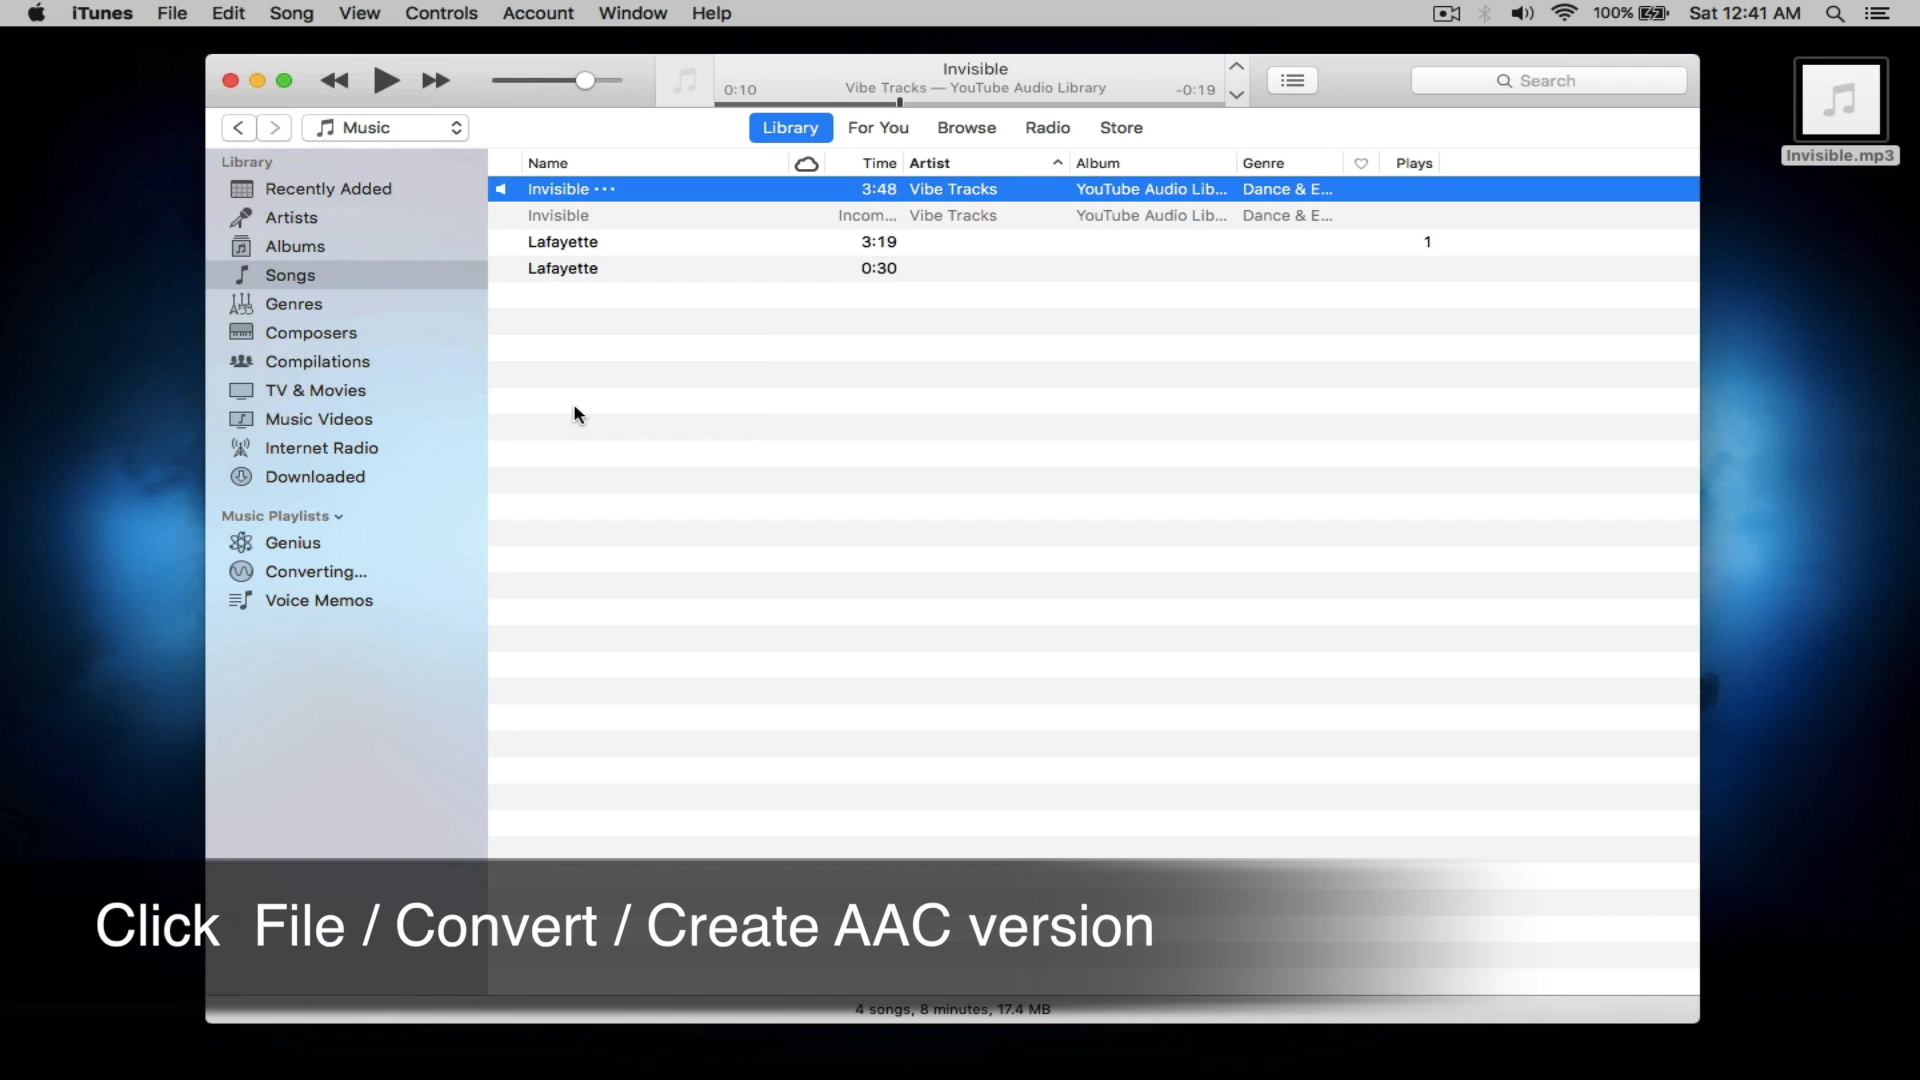 iTunes File Edit Song View Controls Account Window Help 100% Sat 12:41 AM
Invisible
0:10 Vibe Tracks — YouTube Audio Library -0:19
Search
Invisible.mp3
Music Library For You Browse Radio Store
Library
Recently Added
Artists
Albums
Songs
Genres
Composers
Compilations
TV & Movies
Music Videos
Internet Radio
Downloaded
Music Playlists
Genius
Converting...
Voice Memos
Name Time Artist Album Genre Plays
Invisible ••• 3:48 Vibe Tracks YouTube Audio Lib... Dance & E...
Invisible Incom... Vibe Tracks YouTube Audio Lib... Dance & E...
Lafayette 3:19 1
Lafayette 0:30
Click File / Convert / Create AAC version
4 songs, 8 minutes, 17.4 MB